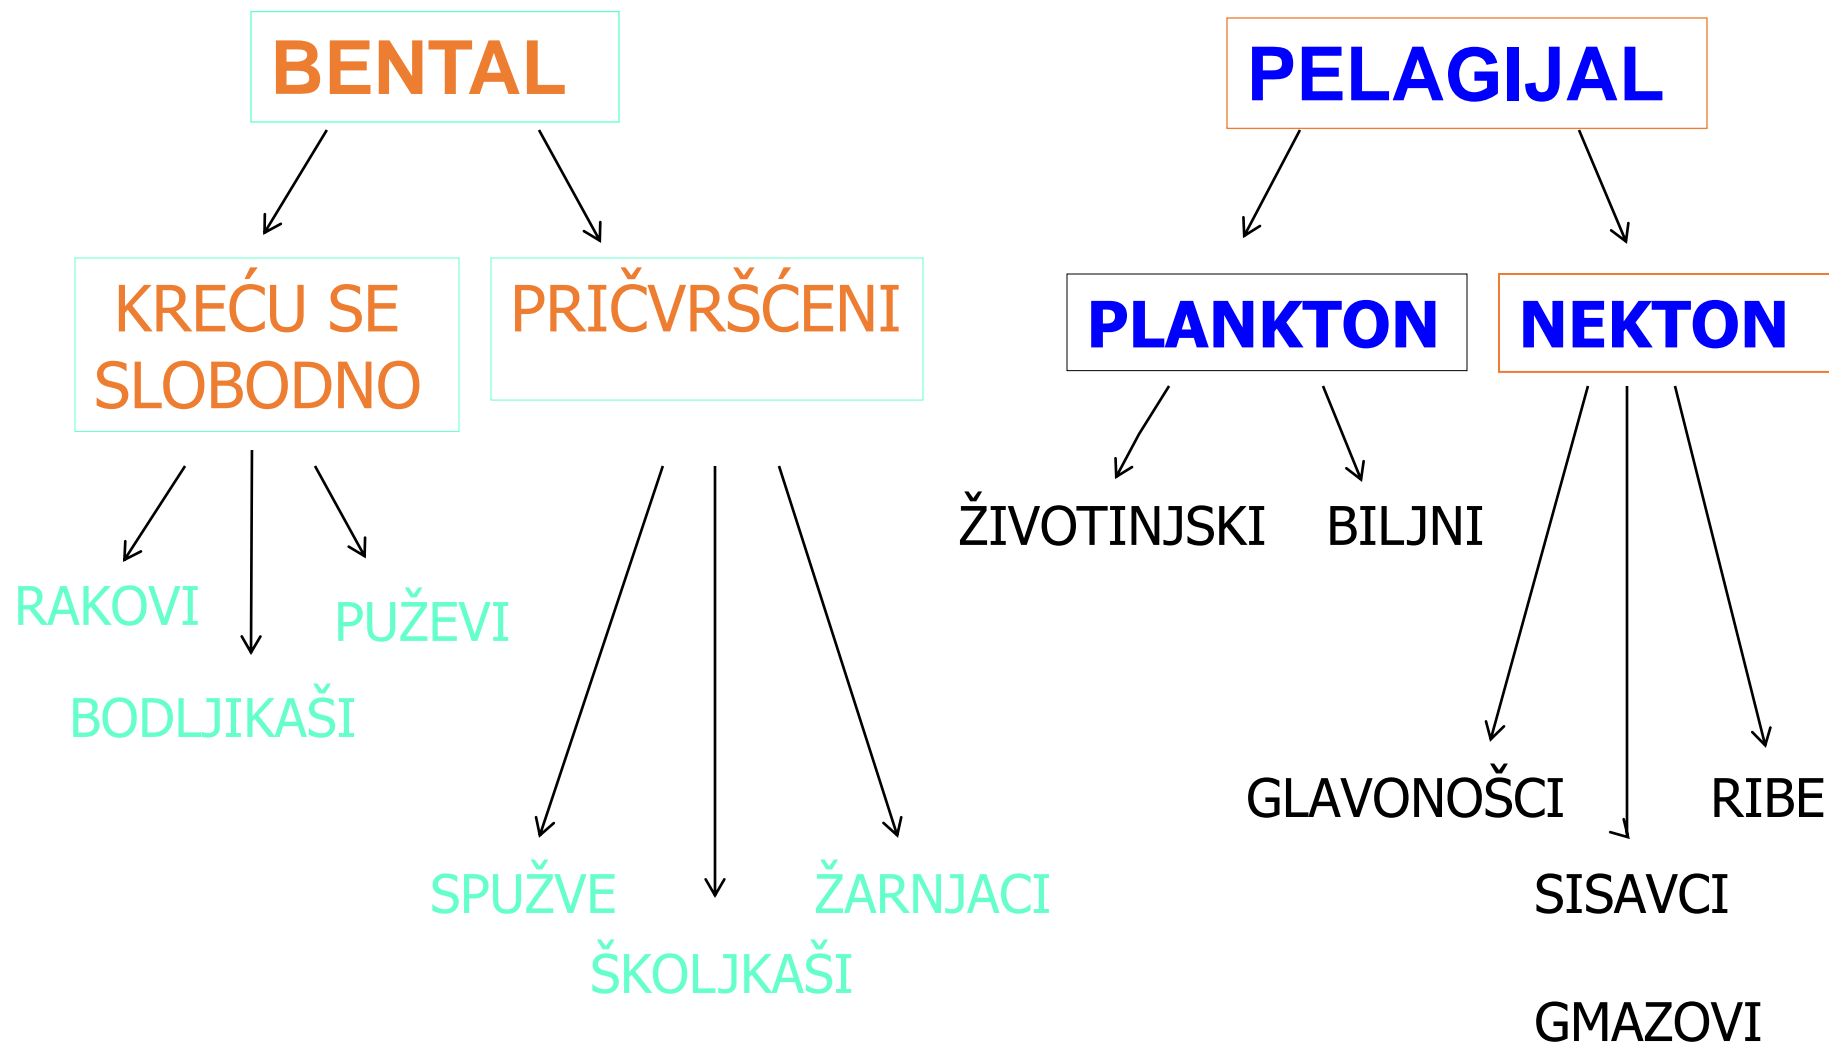 BENTAL
KREĆU SE
SLOBODNO
PRIČVRŠĆENI
RAKOVI
PUŽEVI
BODLJIKAŠI
SPUŽVE
ŽARNJACI
ŠKOLJKAŠI
PELAGIJAL
PLANKTON
NEKTON
ŽIVOTINJSKI
BILJNI
GLAVONOŠCI
RIBE
SISAVCI
GMAZOVI